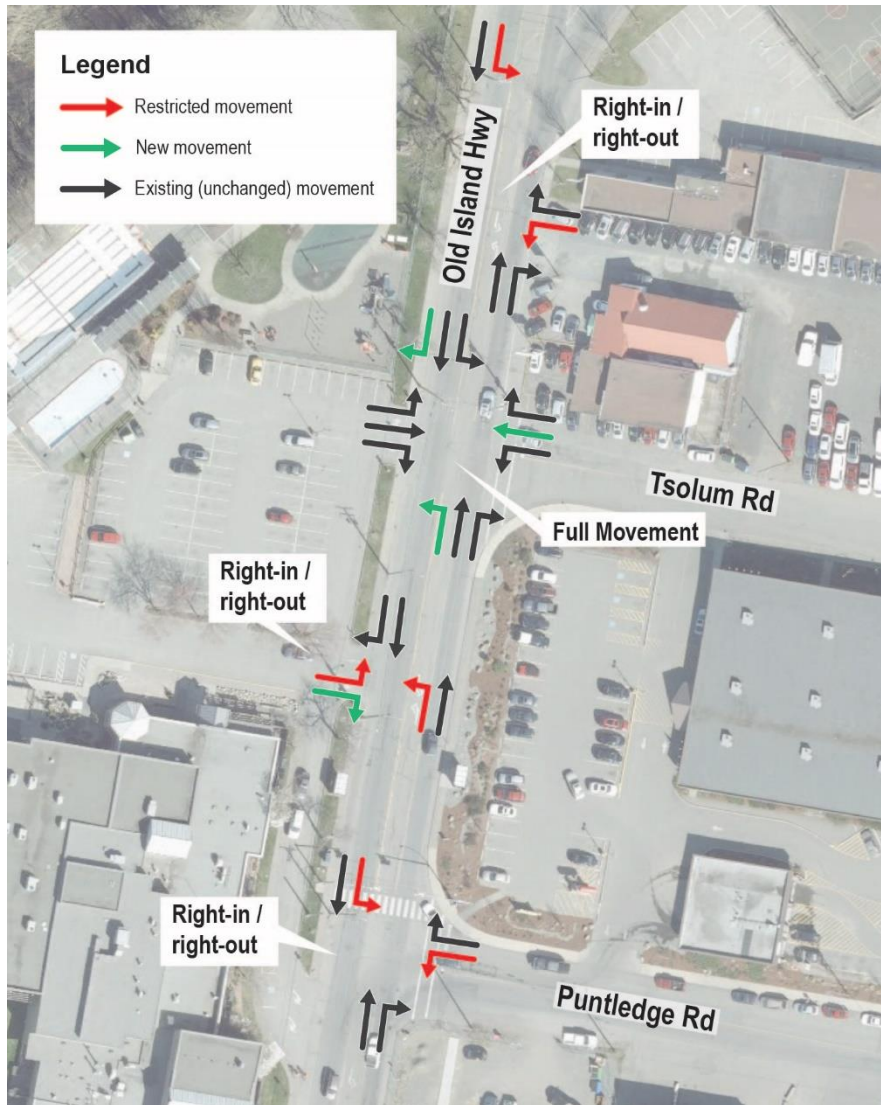 Legend
Restricted movement
New movement
Existing (unchanged) movement
Old Island Hwy
Right-in /
right-out
Tsolum Rd
Full Movement
Right-in /
right-out
Right-in /
right-out
Puntledge Rd